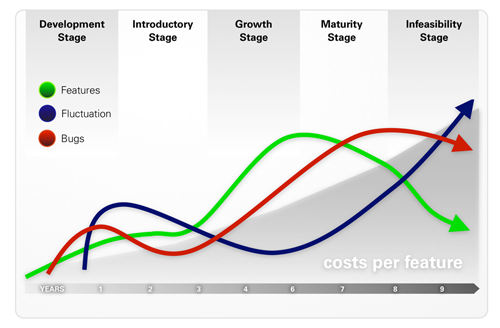 Development Introductory Growth Maturity Infeasibility
Stage Stage Stage Stage Stage
Features
Fluctuation
Bugs
costs per feature
YEARS 1 2 3 4 6 7 8 9